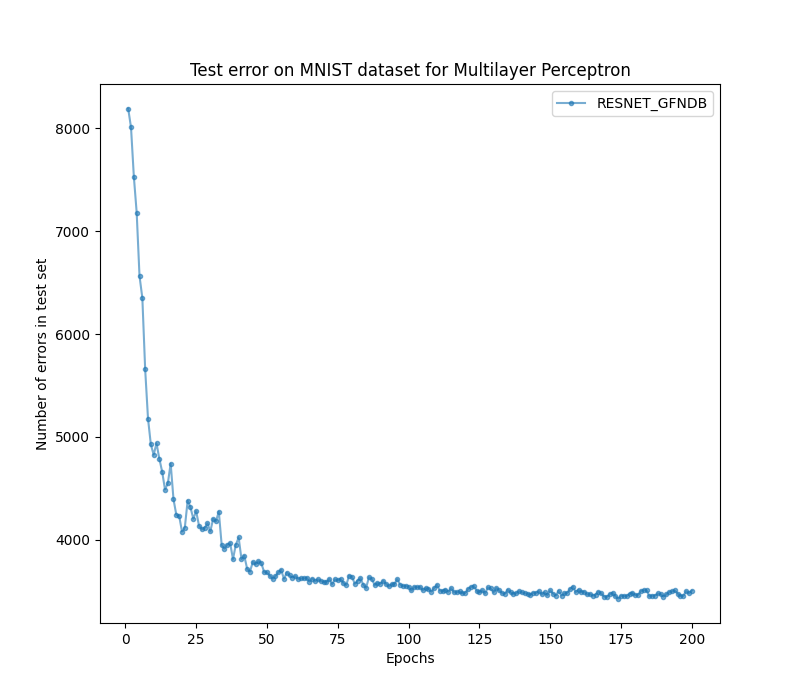 Test error on MNIST dataset for Multilayer Perceptron
RESNET_GFNDB
Number of errors in test set
8000
7000
6000
5000
4000
0 25 50 75 100 125 150 175 200
Epochs